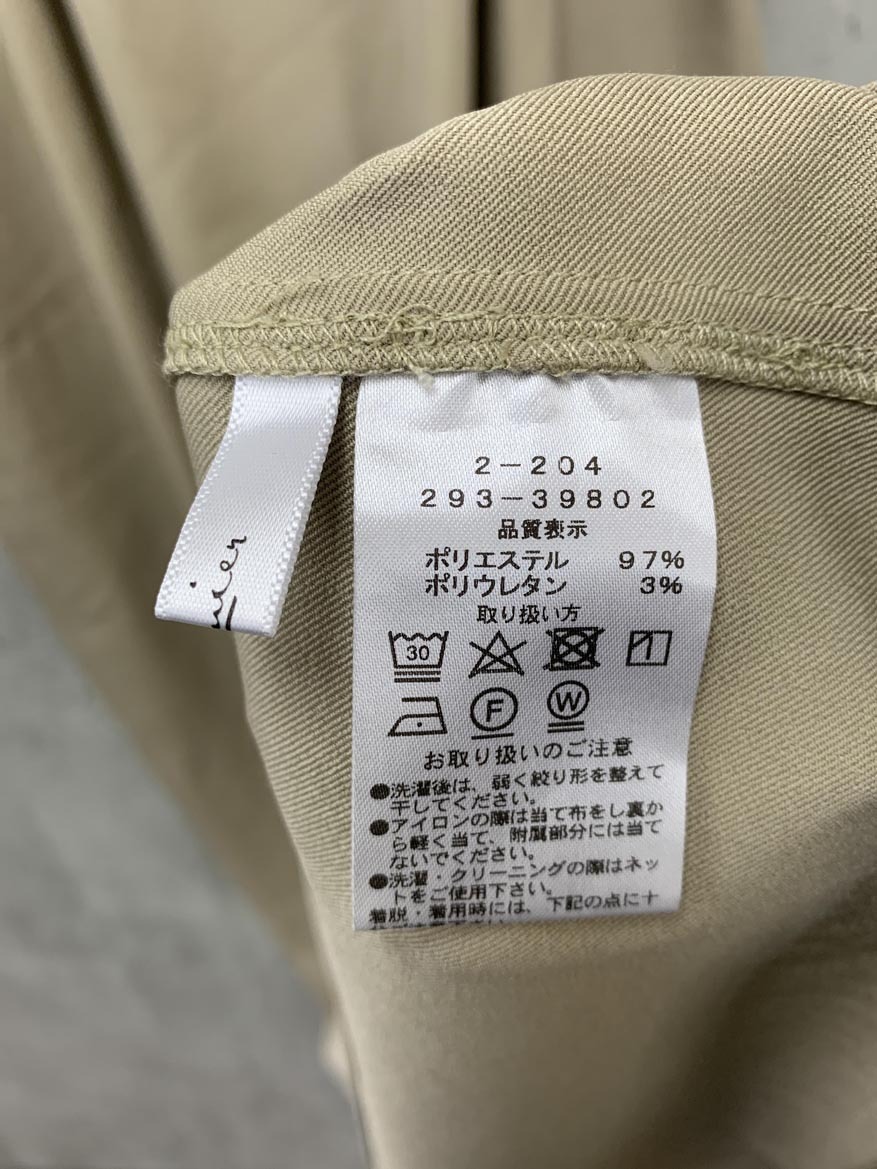 2-204
293-39802
品質表示
ポリエステル 97%
ポリウレタン 3%
取り扱い方
30
F W
お取り扱いのご注意
●洗濯後は、弱く絞り形を整えて
干してください。
●アイロンの際は当て布をし裏か
ら軽く当て、附属部分には当て
ないでください。
●洗濯・クリーニングの際はネッ
トをご使用下さい。
着脱・着用時には、下記の点に十